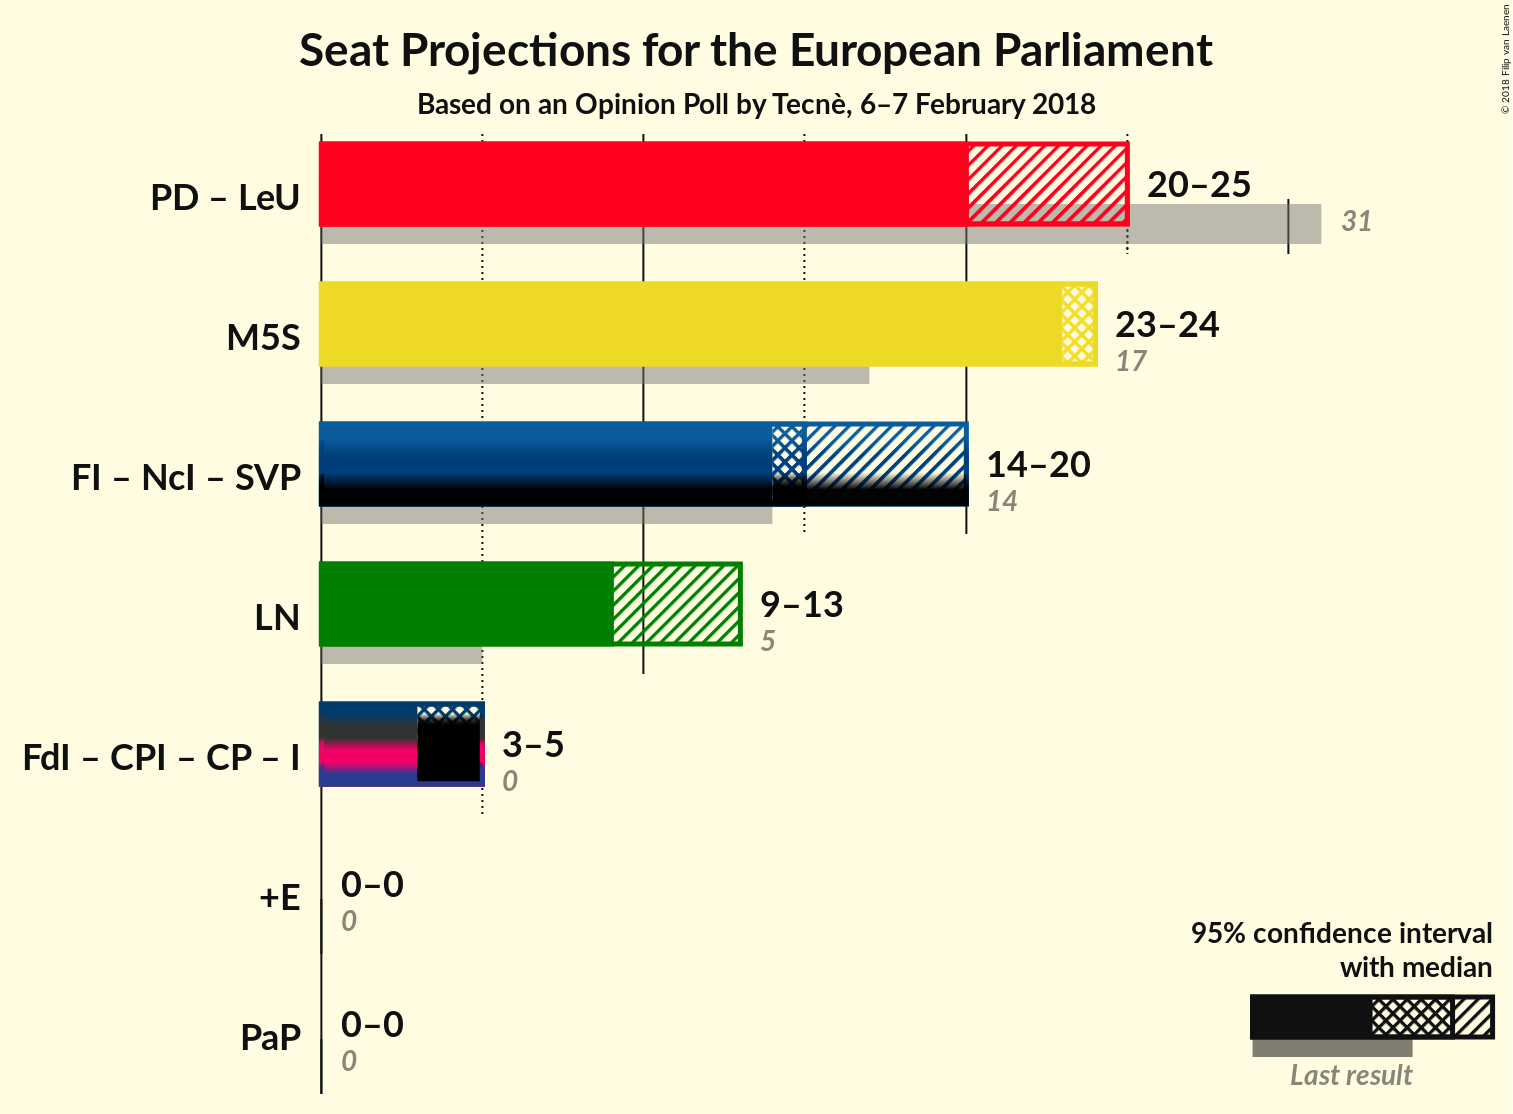 Seat Projections for the European Parliament
Based on an Opinion Poll by Tecnè, 6–7 February 2018
© 2018 Filip van Laenen
PD – LeU
20–25
31
M5S
23–24
17
FI – NcI – SVP
14–20
14
LN
9–13
5
FdI – CPI – CP – I
3–5
0
+E
0–0
0
PaP
0–0
0
95% confidence interval
with median
Last result